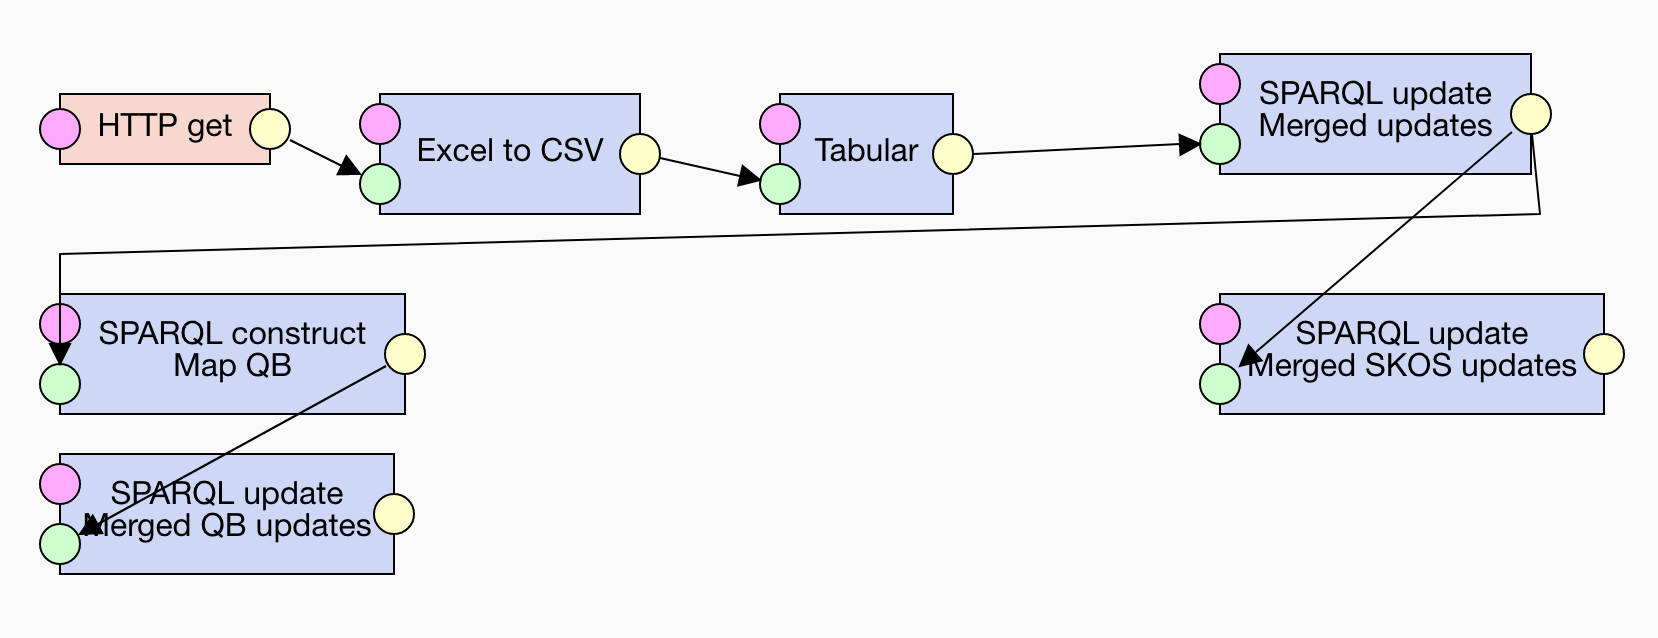 HTTP get
Excel to CSV
Tabular
SPARQL update
Merged updates
SPARQL construct
Map QB
SPARQL update
Merged SKOS updates
SPARQL update
Merged QB updates